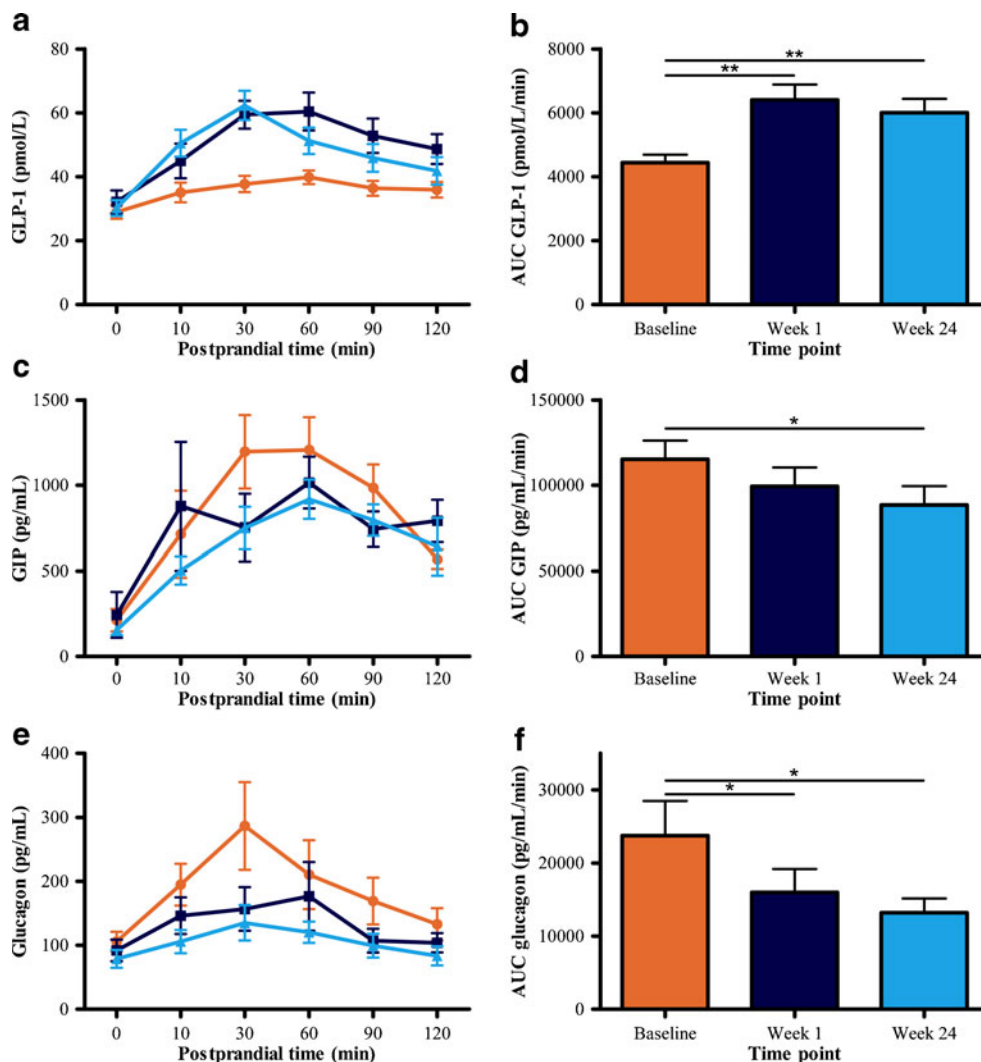 a
80
60
40
20
0
GLP-1 (pmol/L)
0 10 30 60 90 120
Postprandial time (min)
b
8000
6000
4000
2000
0
AUC GLP-1 (pmol/L/min)
**
**
Baseline Week 1 Week 24
Time point
c
1500
1000
500
0
GIP (pg/mL)
0 10 30 60 90 120
Postprandial time (min)
d
150000
100000
50000
0
AUC GIP (pg/mL/min)
*
Baseline Week 1 Week 24
Time point
e
400
300
200
100
0
Glucagon (pg/mL)
0 10 30 60 90 120
Postprandial time (min)
f
30000
20000
10000
0
AUC glucagon (pg/mL/min)
*
*
Baseline Week 1 Week 24
Time point